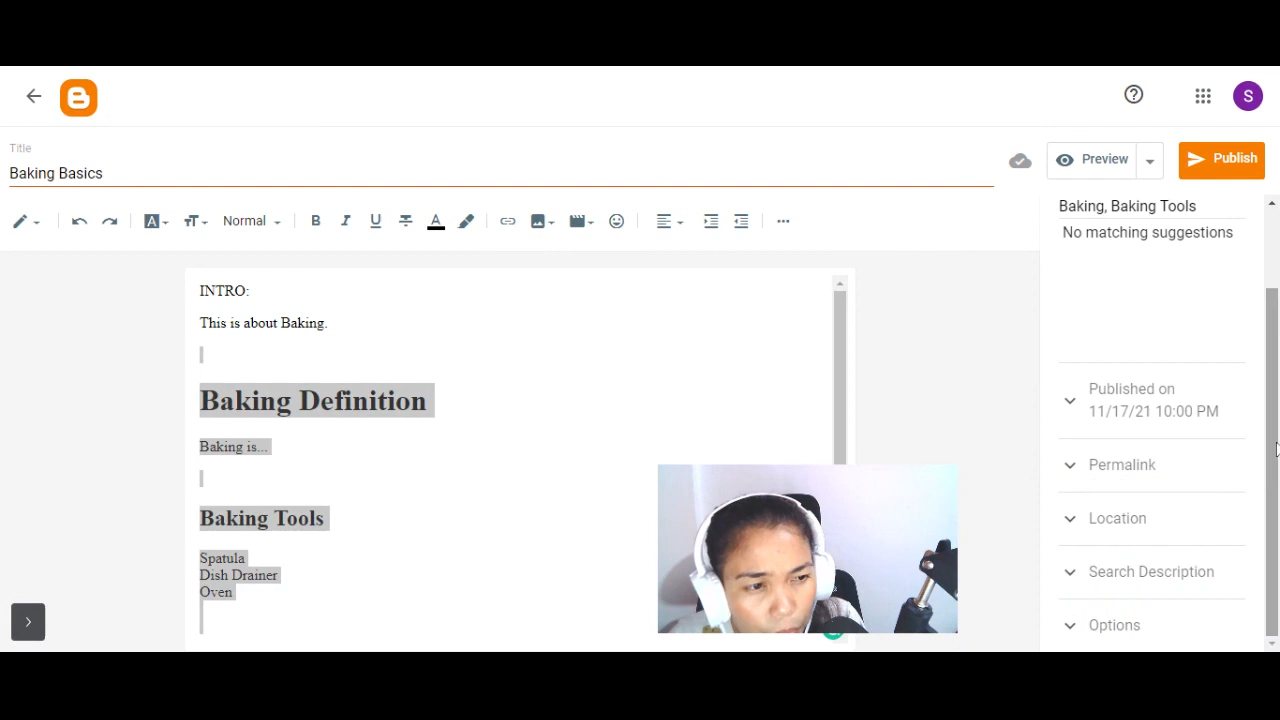 Title
Baking Basics
Preview
Publish
S
Normal
Baking, Baking Tools
No matching suggestions
INTRO:
This is about Baking.
Baking Definition
Baking is...
Baking Tools
Spatula
Dish Drainer
Oven
Published on
11/17/21 10:00 PM
Permalink
Location
Search Description
Options